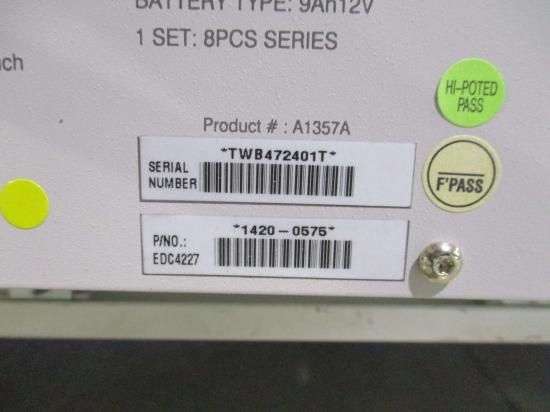 BATTERY TYPE: 9Ah12V
1 SET: 8PCS SERIES
HI-POTED
PASS
Product # : A1357A
*TWB472401T*
SERIAL
NUMBER
F'PASS
*1420-0575*
P/NO.:
EDC4227